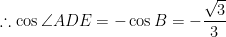 ∴ cos∠ADE = −cos B = −√3/3